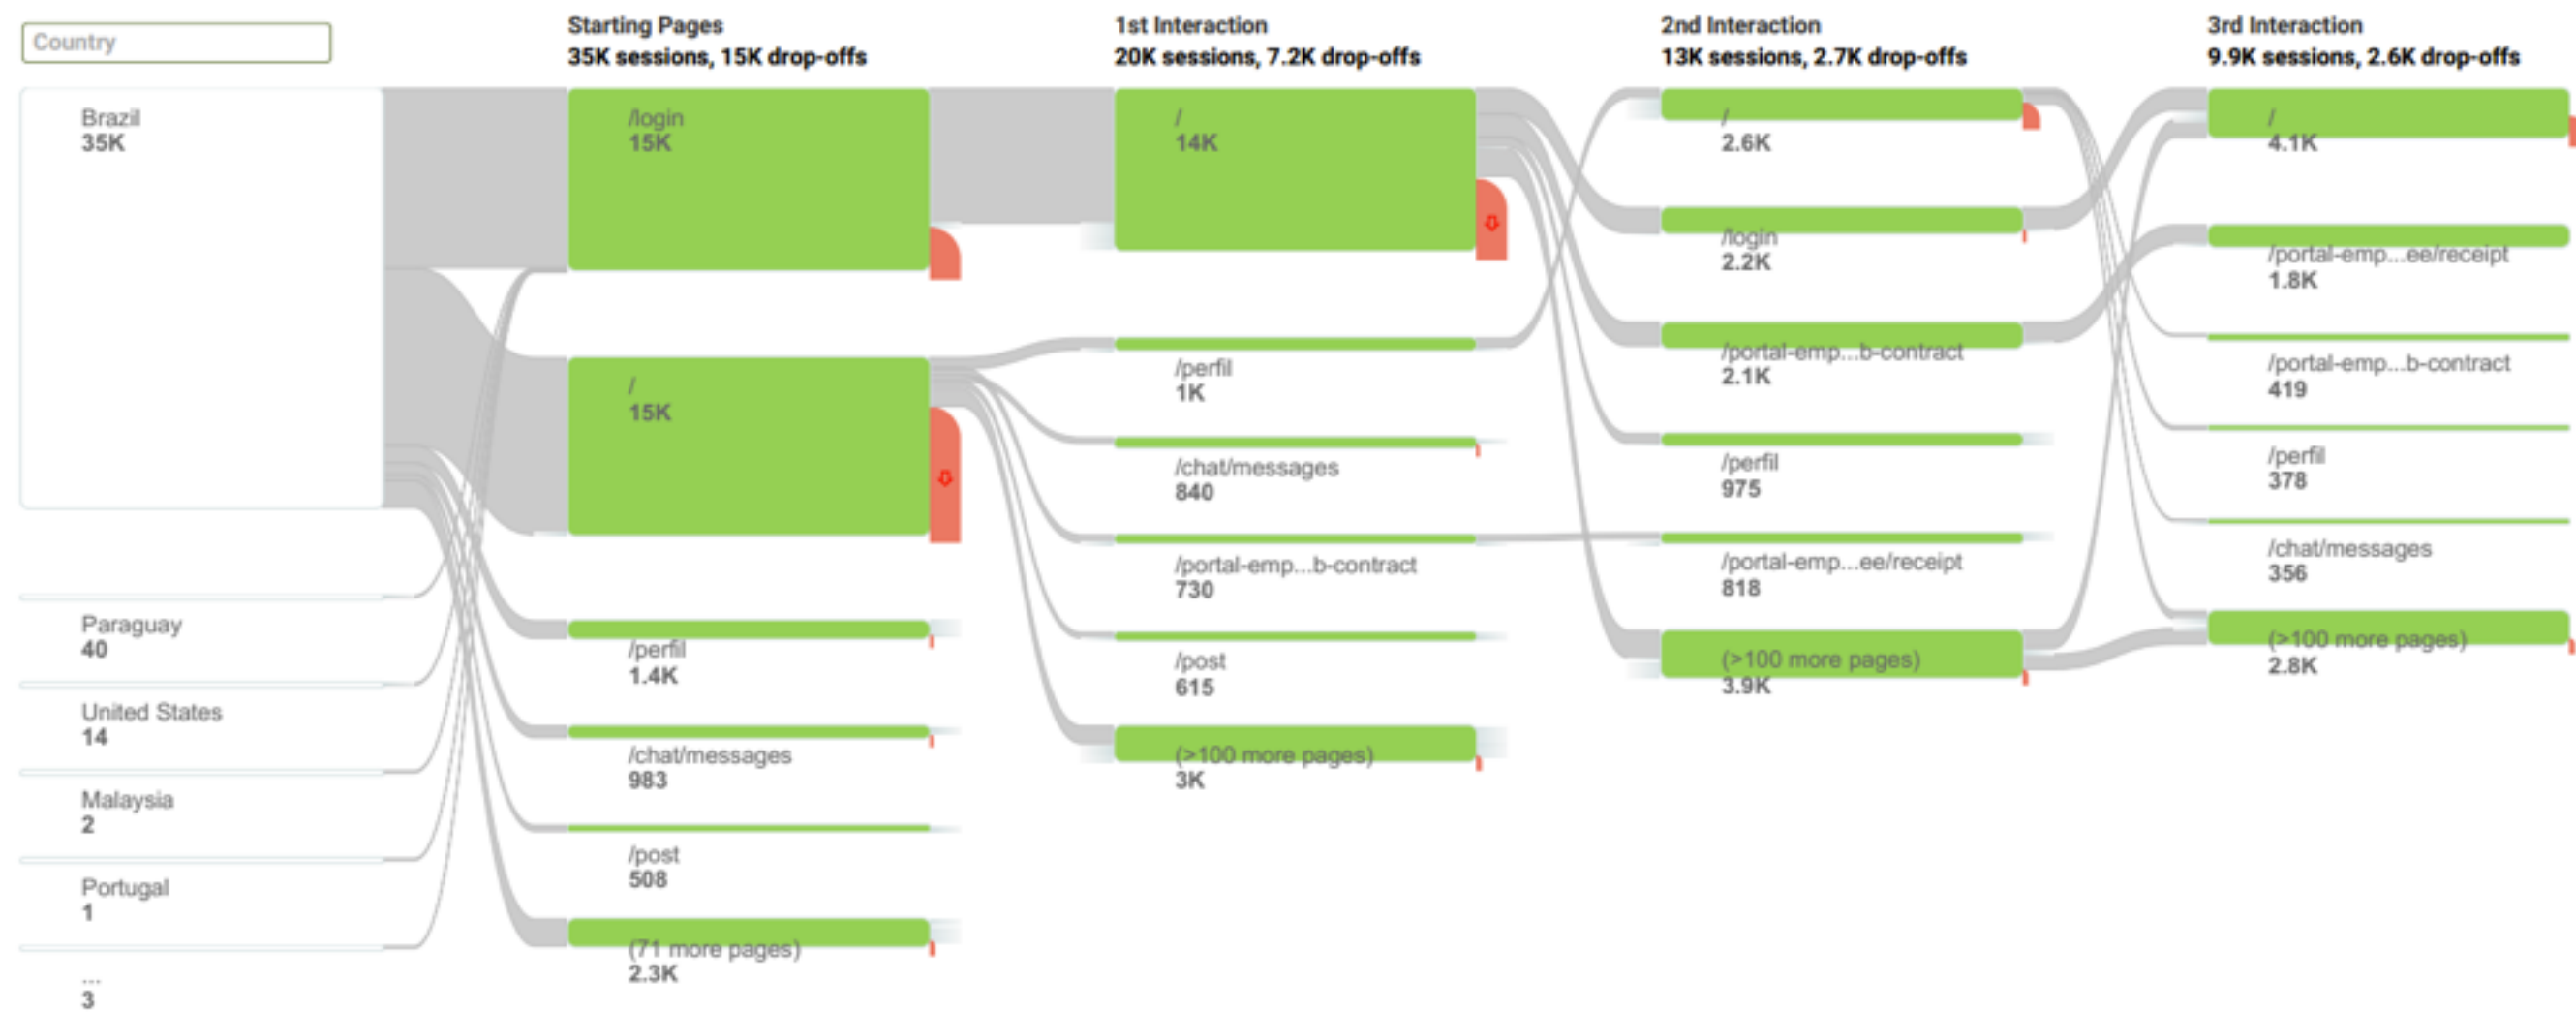 Country
Brazil
35K
Paraguay
40
United States
14
Malaysia
2
Portugal
1
...
3
Starting Pages
35K sessions, 15K drop-offs
/login
15K
/
15K
/perfil
1.4K
/chat/messages
983
/post
508
(71 more pages)
2.3K
1st Interaction
20K sessions, 7.2K drop-offs
/
14K
/perfil
1K
/chat/messages
840
/portal-emp...b-contract
730
/post
615
(>100 more pages)
3K
2nd Interaction
13K sessions, 2.7K drop-offs
/
2.6K
/login
2.2K
/portal-emp...b-contract
2.1K
/perfil
975
/portal-emp...ee/receipt
818
(>100 more pages)
3.9K
3rd Interaction
9.9K sessions, 2.6K drop-offs
/
4.1K
/portal-emp...ee/receipt
1.8K
/portal-emp...b-contract
419
/perfil
378
/chat/messages
356
(>100 more pages)
2.8K